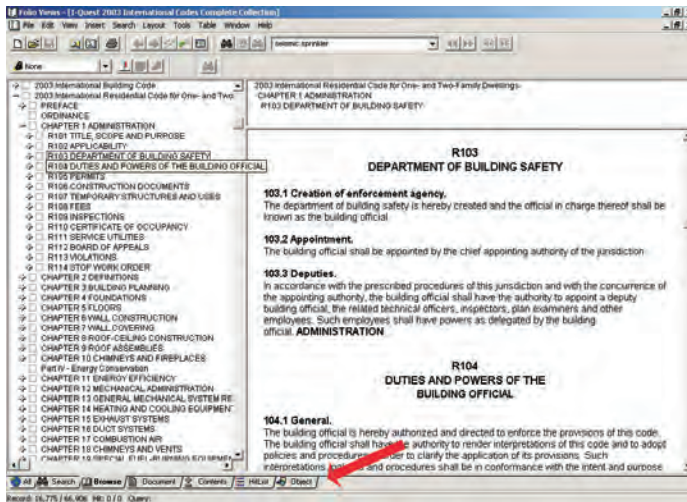 Folio Views - [I-Quest 2003 International Codes Complete Collection]
File Edit View Insert Search Layout Tools Table Window Help
seismic sprinkler
None
2003 International Building Code
2003 International Residential Code for One- and Two
PREFACE
ORDINANCE
CHAPTER 1 ADMINISTRATION
R101 TITLE, SCOPE AND PURPOSE
R102 APPLICABILITY
R103 DEPARTMENT OF BUILDING SAFETY
R104 DUTIES AND POWERS OF THE BUILDING OFFICIAL
R105 PERMITS
R106 CONSTRUCTION DOCUMENTS
R107 TEMPORARY STRUCTURES AND USES
R108 FEES
R109 INSPECTIONS
R110 CERTIFICATE OF OCCUPANCY
R111 SERVICE UTILITIES
R112 BOARD OF APPEALS
R113 VIOLATIONS
R114 STOP WORK ORDER
CHAPTER 2 DEFINITIONS
CHAPTER 3 BUILDING PLANNING
CHAPTER 4 FOUNDATIONS
CHAPTER 5 FLOORS
CHAPTER 6 WALL CONSTRUCTION
CHAPTER 7 WALL COVERING
CHAPTER 8 ROOF-CEILING CONSTRUCTION
CHAPTER 9 ROOF ASSEMBLIES
CHAPTER 10 CHIMNEYS AND FIREPLACES
Part IV - Energy Conservation
CHAPTER 11 ENERGY EFFICIENCY
CHAPTER 12 MECHANICAL ADMINISTRATION
CHAPTER 13 GENERAL MECHANICAL SYSTEM RE
CHAPTER 14 HEATING AND COOLING EQUIPMEN
CHAPTER 15 EXHAUST SYSTEMS
CHAPTER 16 DUCT SYSTEMS
CHAPTER 17 COMBUSTION AIR
CHAPTER 18 CHIMNEYS AND VENTS
CHAPTER 19 SPECIAL FUEL-BURNING EQUIPMEN
2003 International Residential Code for One- and Two-Family Dwellings
CHAPTER 1 ADMINISTRATION
R103 DEPARTMENT OF BUILDING SAFETY
R103
DEPARTMENT OF BUILDING SAFETY
103.1 Creation of enforcement agency.
The department of building safety is hereby created and the official in charge thereof shall be
known as the building official.
103.2 Appointment.
The building official shall be appointed by the chief appointing authority of the jurisdiction
103.3 Deputies.
In accordance with the prescribed procedures of this jurisdiction and with the concurrence of
the appointing authority, the building official shall have the authority to appoint a deputy
building official, the related technical officers, inspectors, plan examiners and other
employees. Such employees shall have powers as delegated by the building
official. ADMINISTRATION
R104
DUTIES AND POWERS OF THE
BUILDING OFFICIAL
104.1 General.
The building official is hereby authorized and directed to enforce the provisions of this code.
The building official shall have the authority to render interpretations of this code and to adopt
policies and procedures order to clarify the application of its provisions. Such
interpretations, and procedures shall be in conformance with the intent and purpose
All Search Browse Document Contents HitList Object
Record: 16,775 / 66,906 Hit: 0 / 0 Query: